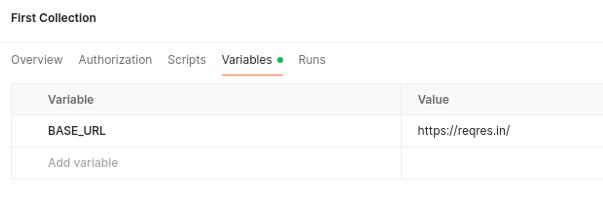 First Collection
Overview Authorization Scripts Variables Runs
Variable Value
BASE_URL https://reqres.in/
Add variable